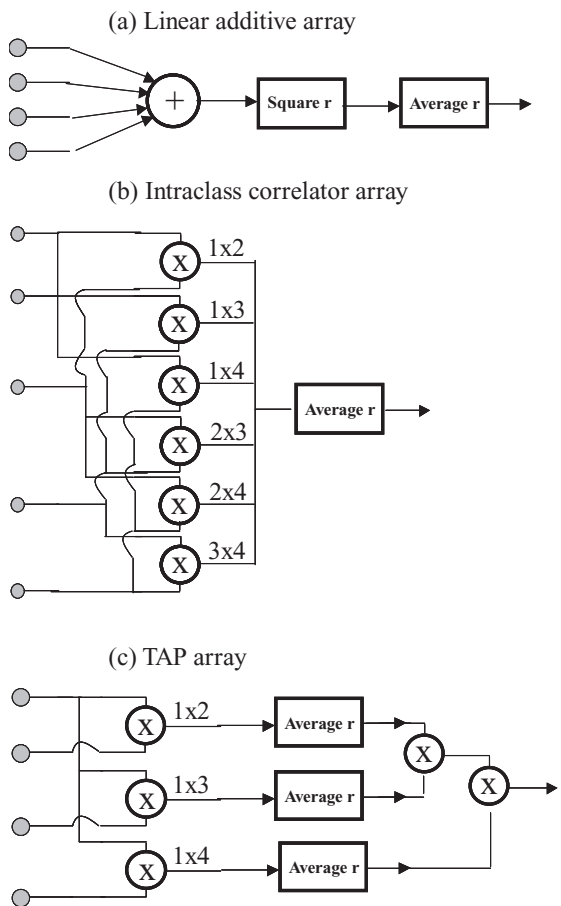 (a) Linear additive array
+
Square r
Average r
(b) Intraclass correlator array
X 1x2
X 1x3
X 1x4
Average r
X 2x3
X 2x4
X 3x4
(c) TAP array
X 1x2
Average r
X
X 1x3
Average r
X
X 1x4
Average r